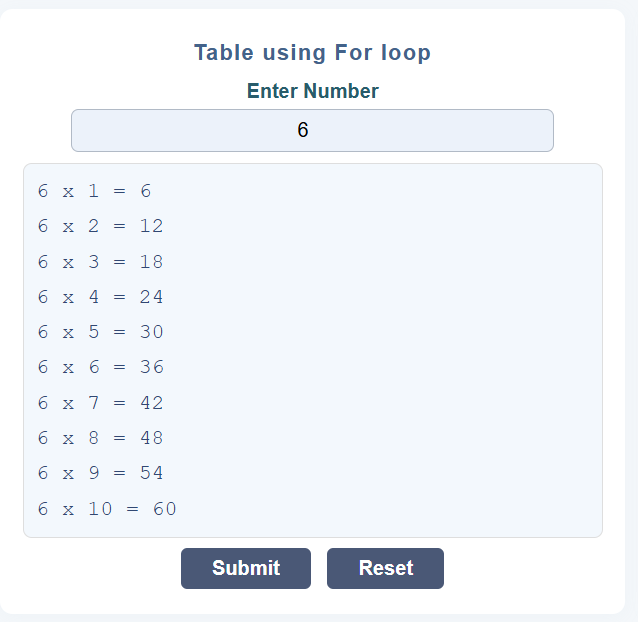 Table using For loop
Enter Number
6
6 x 1 = 6
6 x 2 = 12
6 x 3 = 18
6 x 4 = 24
6 x 5 = 30
6 x 6 = 36
6 x 7 = 42
6 x 8 = 48
6 x 9 = 54
6 x 10 = 60
Submit Reset